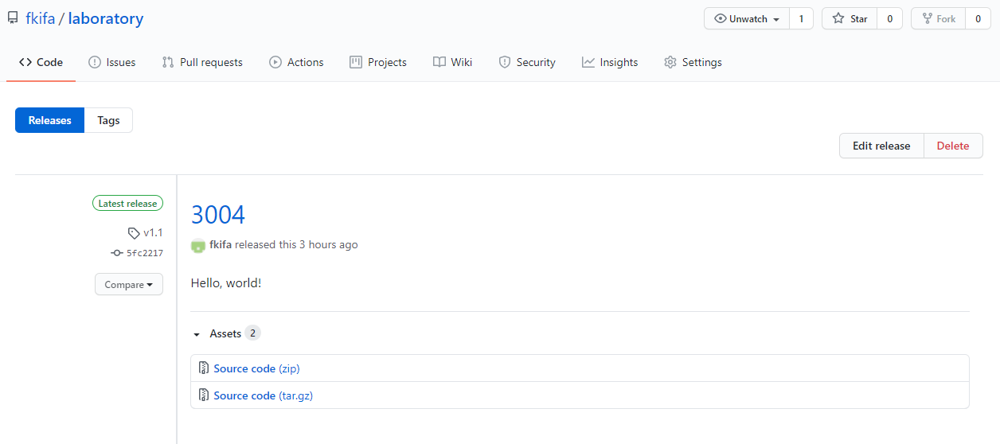 fkifa / laboratory
Unwatch 1 Star 0 Fork 0
Code Issues Pull requests Actions Projects Wiki Security Insights Settings
Releases Tags
Edit release Delete
Latest release
v1.1
5fc2217
Compare
3004
fkifa released this 3 hours ago
Hello, world!
Assets 2
Source code (zip)
Source code (tar.gz)